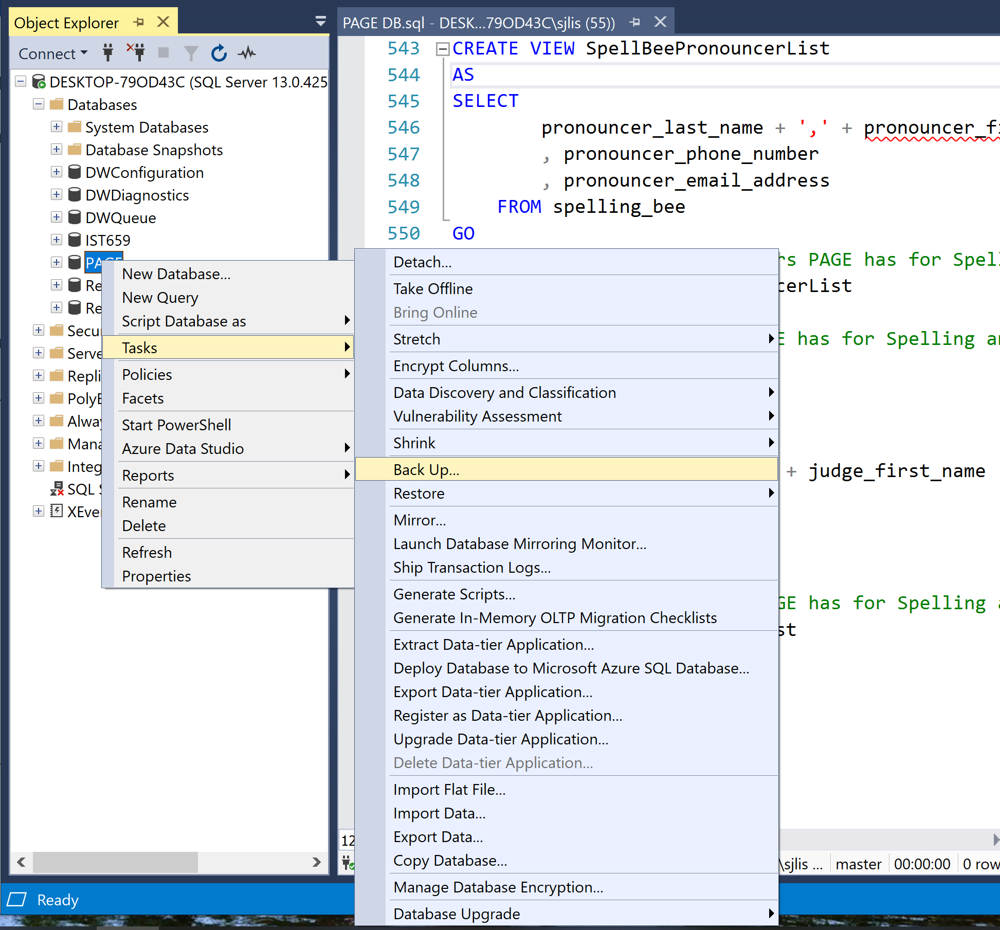 Object Explorer
PAGE DB.sql - DESK...79OD43C\sjlis (55))
Connect
DESKTOP-79OD43C (SQL Server 13.0.425
Databases
System Databases
Database Snapshots
DWConfiguration
DWDiagnostics
DWQueue
IST659
PAGE
Re
Re
Secu
Serve
Repli
PolyB
Alway
Mana
Integ
SQL S
XEve
New Database...
New Query
Script Database as
Tasks
Policies
Facets
Start PowerShell
Azure Data Studio
Reports
Rename
Delete
Refresh
Properties
Detach...
Take Offline
Bring Online
Stretch
Encrypt Columns...
Data Discovery and Classification
Vulnerability Assessment
Shrink
Back Up...
Restore
Mirror...
Launch Database Mirroring Monitor...
Ship Transaction Logs...
Generate Scripts...
Generate In-Memory OLTP Migration Checklists
Extract Data-tier Application...
Deploy Database to Microsoft Azure SQL Database...
Export Data-tier Application...
Register as Data-tier Application...
Upgrade Data-tier Application...
Delete Data-tier Application...
Import Flat File...
Import Data...
Export Data...
Copy Database...
Manage Database Encryption...
Database Upgrade
543 CREATE VIEW SpellBeePronouncerList
544 AS
545 SELECT
546 pronouncer_last_name + ',' + pronouncer_fi
547 , pronouncer_phone_number
548 , pronouncer_email_address
549 FROM spelling_bee
550 GO
rs PAGE has for Spel
cerList
E has for Spelling a
+ judge_first_name
GE has for Spelling a
st
12
\sjlis ... master 00:00:00 0 row
Ready